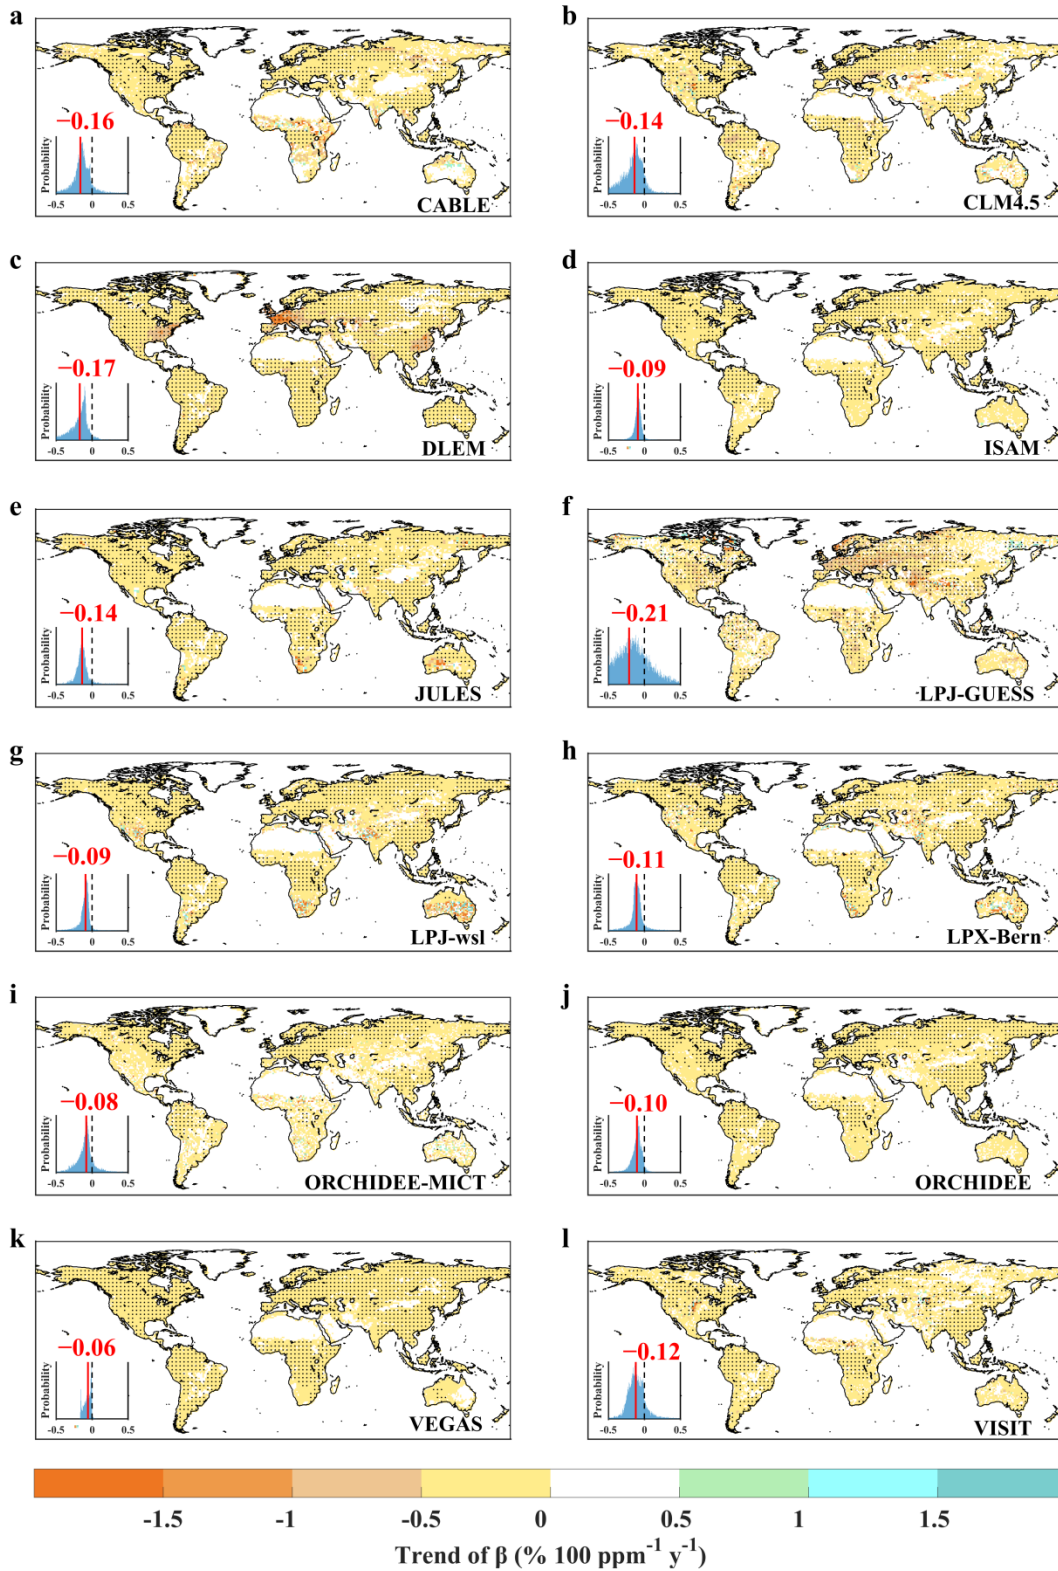 a
b
−0.16
Probability
-0.5 0 0.5
CABLE
−0.14
Probability
-0.5 0 0.5
CLM4.5
c
d
−0.17
Probability
-0.5 0 0.5
DLEM
−0.09
Probability
-0.5 0 0.5
ISAM
e
f
−0.14
Probability
-0.5 0 0.5
JULES
−0.21
Probability
-0.5 0 0.5
LPJ-GUESS
g
h
−0.09
Probability
-0.5 0 0.5
LPJ-wsl
−0.11
Probability
-0.5 0 0.5
LPX-Bern
i
j
−0.08
Probability
-0.5 0 0.5
ORCHIDEE-MICT
−0.10
Probability
-0.5 0 0.5
ORCHIDEE
k
l
−0.06
Probability
-0.5 0 0.5
VEGAS
−0.12
Probability
-0.5 0 0.5
VISIT
-1.5 -1 -0.5 0 0.5 1 1.5
Trend of β (% 100 ppm⁻¹ y⁻¹)